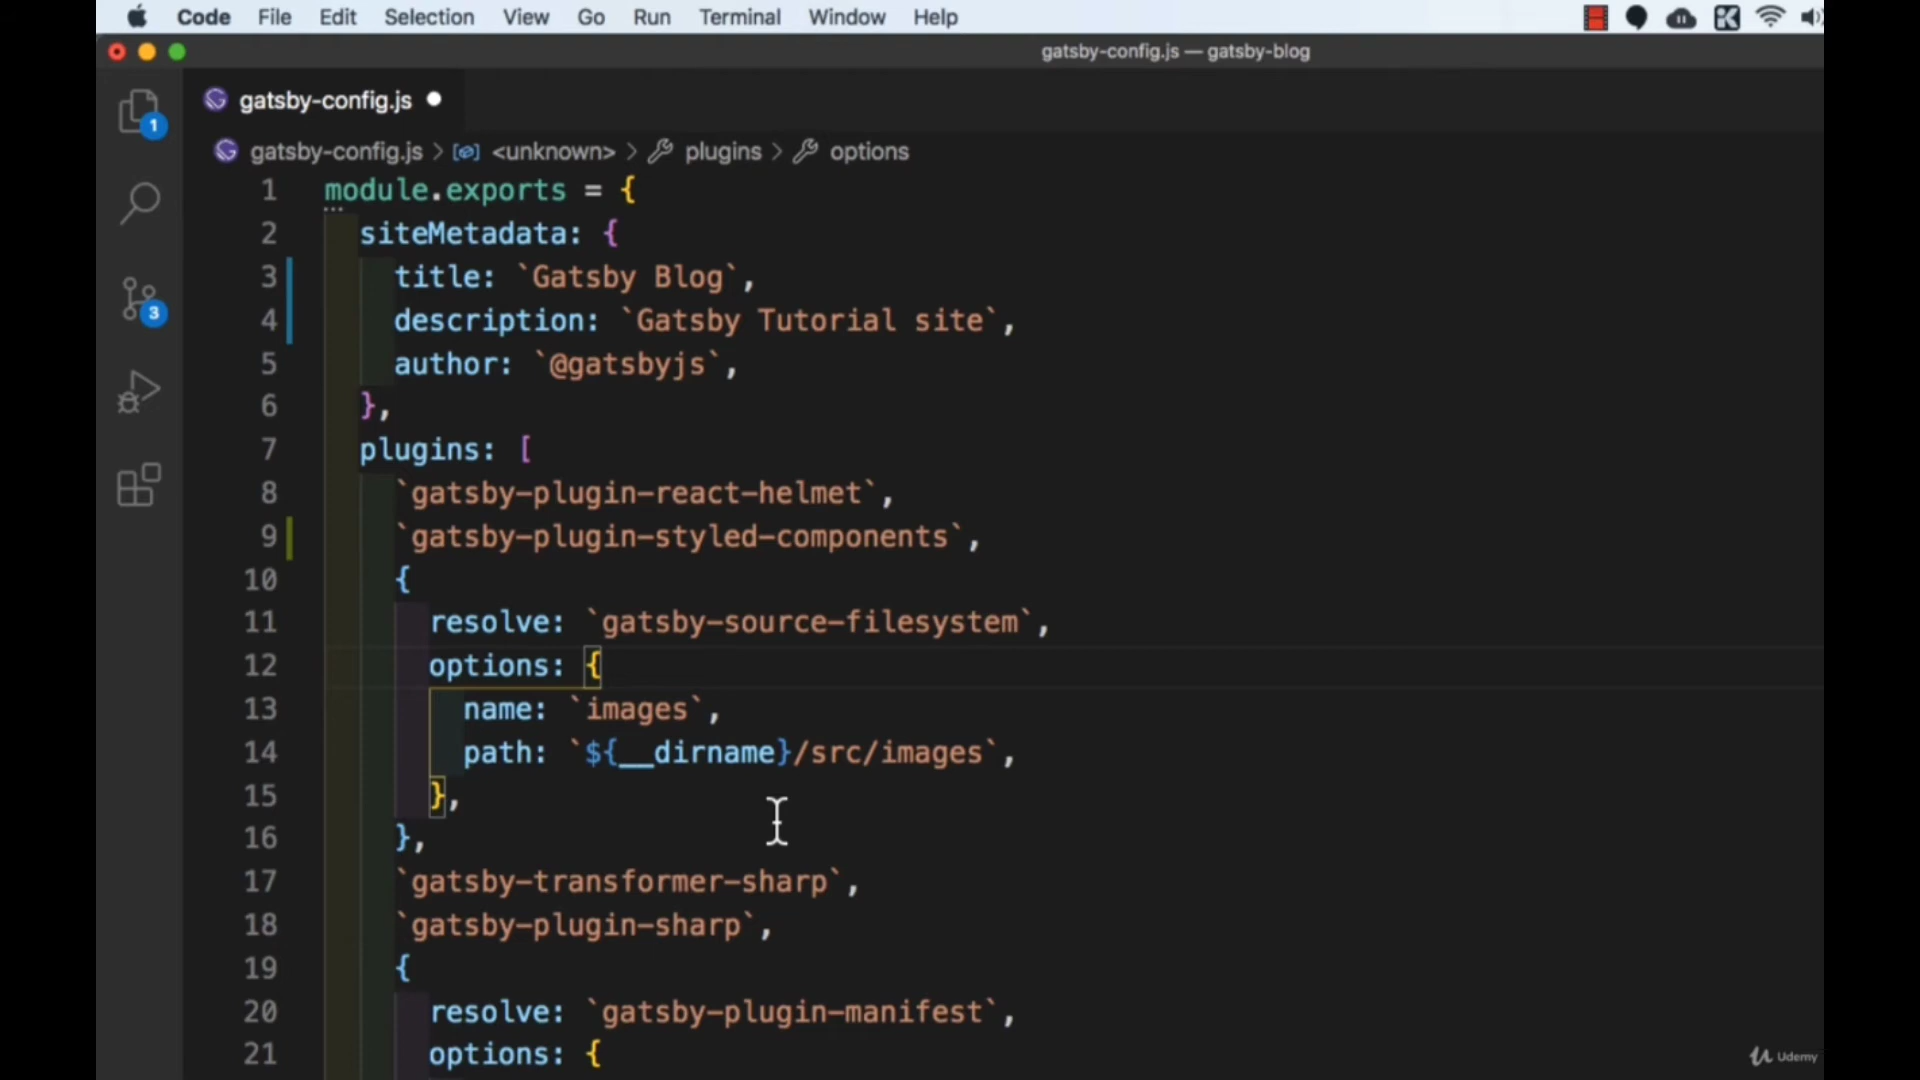 Code File Edit Selection View Go Run Terminal Window Help
gatsby-config.js — gatsby-blog
gatsby-config.js
gatsby-config.js > <unknown> > plugins > options
1
3
1 module.exports = {
2 siteMetadata: {
3 title: `Gatsby Blog`,
4 description: `Gatsby Tutorial site`,
5 author: `@gatsbyjs`,
6 },
7 plugins: [
8 `gatsby-plugin-react-helmet`,
9 `gatsby-plugin-styled-components`,
10 {
11 resolve: `gatsby-source-filesystem`,
12 options: {
13 name: `images`,
14 path: `${__dirname}/src/images`,
15 },
16 },
17 `gatsby-transformer-sharp`,
18 `gatsby-plugin-sharp`,
19 {
20 resolve: `gatsby-plugin-manifest`,
21 options: {
Udemy